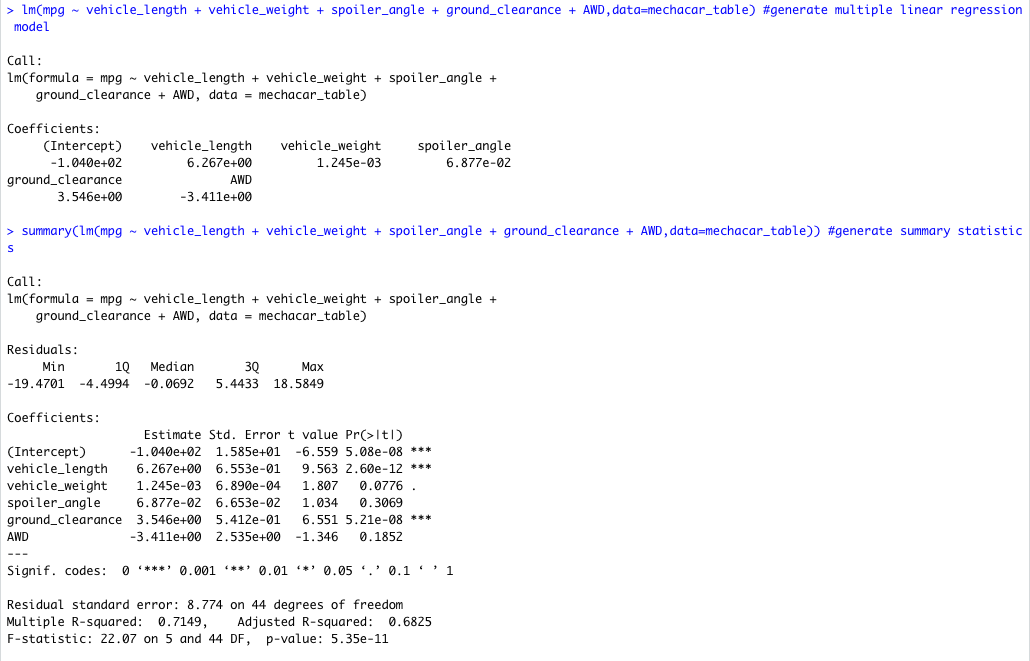 > lm(mpg ~ vehicle_length + vehicle_weight + spoiler_angle + ground_clearance + AWD,data=mechacar_table) #generate multiple linear regression
model
Call:
lm(formula = mpg ~ vehicle_length + vehicle_weight + spoiler_angle +
    ground_clearance + AWD, data = mechacar_table)
Coefficients:
     (Intercept)    vehicle_length    vehicle_weight     spoiler_angle
      -1.040e+02         6.267e+00         1.245e-03         6.877e-02
ground_clearance               AWD
       3.546e+00        -3.411e+00
> summary(lm(mpg ~ vehicle_length + vehicle_weight + spoiler_angle + ground_clearance + AWD,data=mechacar_table)) #generate summary statistic
s
Call:
lm(formula = mpg ~ vehicle_length + vehicle_weight + spoiler_angle +
    ground_clearance + AWD, data = mechacar_table)
Residuals:
     Min       1Q   Median       3Q      Max
-19.4701  -4.4994  -0.0692   5.4433  18.5849
Coefficients:
                   Estimate Std. Error t value Pr(>|t|)
(Intercept)      -1.040e+02  1.585e+01  -6.559 5.08e-08 ***
vehicle_length    6.267e+00  6.553e-01   9.563 2.60e-12 ***
vehicle_weight    1.245e-03  6.890e-04   1.807   0.0776 .
spoiler_angle     6.877e-02  6.653e-02   1.034   0.3069
ground_clearance  3.546e+00  5.412e-01   6.551 5.21e-08 ***
AWD              -3.411e+00  2.535e+00  -1.346   0.1852
---
Signif. codes:  0 ‘***’ 0.001 ‘**’ 0.01 ‘*’ 0.05 ‘.’ 0.1 ‘ ’ 1
Residual standard error: 8.774 on 44 degrees of freedom
Multiple R-squared:  0.7149,    Adjusted R-squared:  0.6825
F-statistic: 22.07 on 5 and 44 DF,  p-value: 5.35e-11